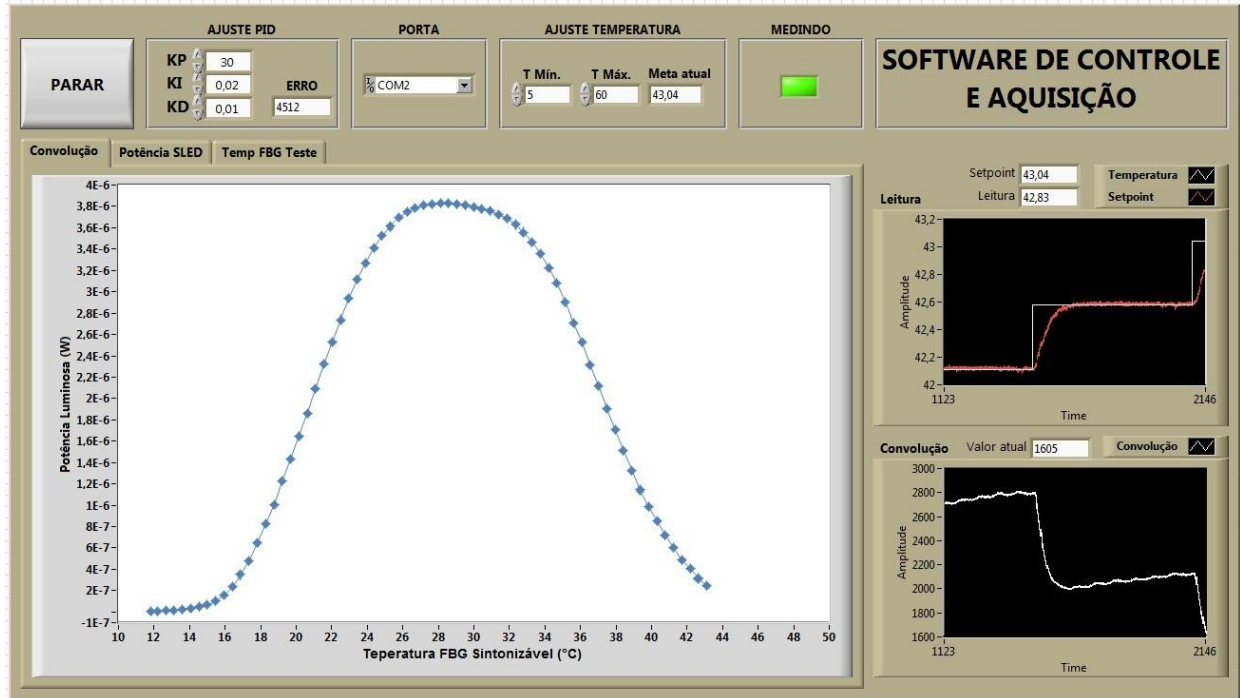 AJUSTE PID
PORTA
AJUSTE TEMPERATURA
MEDINDO
PARAR
KP 30
KI 0,02
KD 0,01
ERRO
4512
COM2
T Mín. T Máx. Meta atual
5 60 43,04
SOFTWARE DE CONTROLE
E AQUISIÇÃO
Convolução Potência SLED Temp FBG Teste
Potência Luminosa (W)
4E-6
3,8E-6
3,6E-6
3,4E-6
3,2E-6
3E-6
2,8E-6
2,6E-6
2,4E-6
2,2E-6
2E-6
1,8E-6
1,6E-6
1,4E-6
1,2E-6
1E-6
8E-7
6E-7
4E-7
2E-7
-1E-7
10 12 14 16 18 20 22 24 26 28 30 32 34 36 38 40 42 44 46 48 50
Teperatura FBG Sintonizável (°C)
Setpoint 43,04
Leitura Leitura 42,83
Temperatura
Setpoint
Amplitude
43,2
43
42,8
42,6
42,4
42,2
42
1123 2146
Time
Convolução Valor atual 1605 Convolução
Amplitude
3000
2800
2600
2400
2200
2000
1800
1600
1123 2146
Time